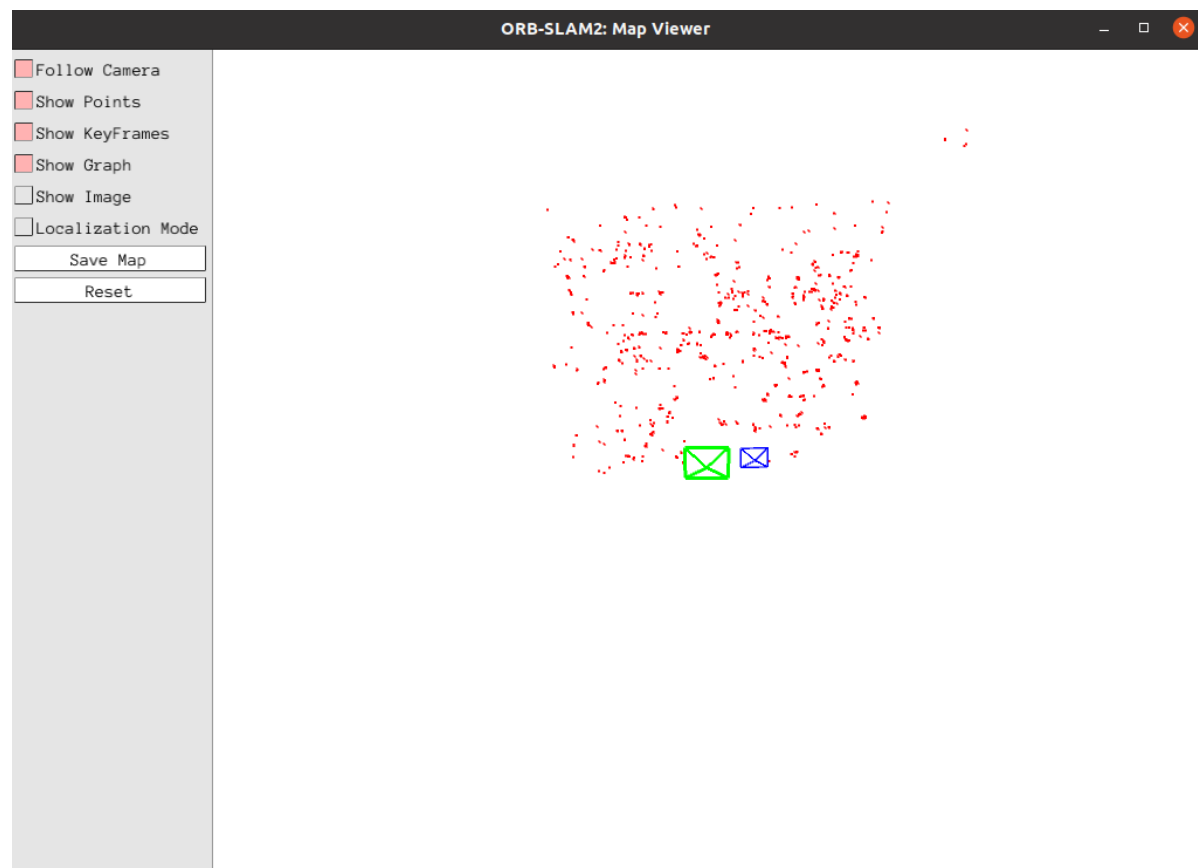 ORB-SLAM2: Map Viewer
Follow Camera
Show Points
Show KeyFrames
Show Graph
Show Image
Localization Mode
Save Map
Reset